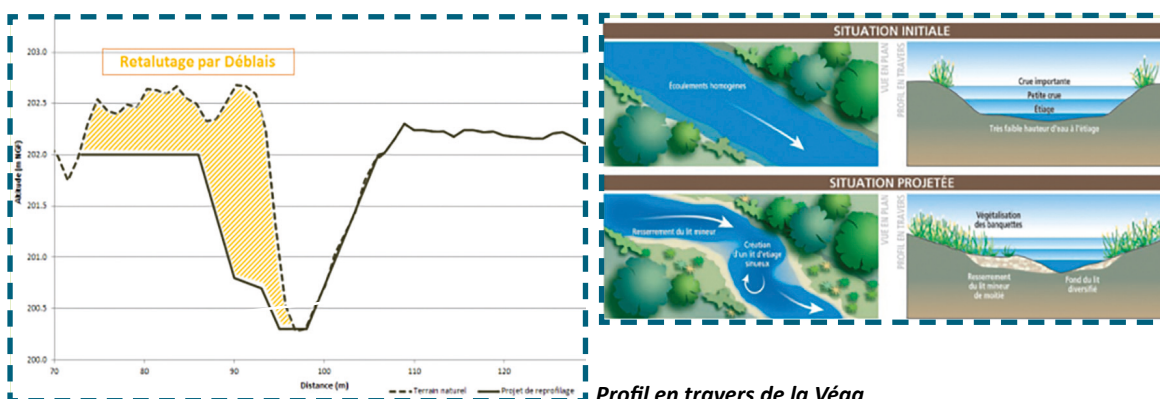 Retalutage par Déblais
Altitude (m NGF)
203.0
202.5
202.0
201.5
201.0
200.5
200.0
70
80
90
100
110
120
Distance (m)
Terrain naturel
Projet de reprofilage
SITUATION INITIALE
Écoulements homogènes
VUE EN PLAN
PROFIL EN TRAVERS
Crue importante
Petite crue
Étiage
Très faible hauteur d'eau à l'étiage
SITUATION PROJETÉE
Resserrement du lit mineur
Création
d'un lit d'étiage
sinueux
VUE EN PLAN
PROFIL EN TRAVERS
Végétalisation
des banquettes
Resserrement
du lit mineur
de moitié
Fond du lit
diversifié
Profil en travers de la Véga